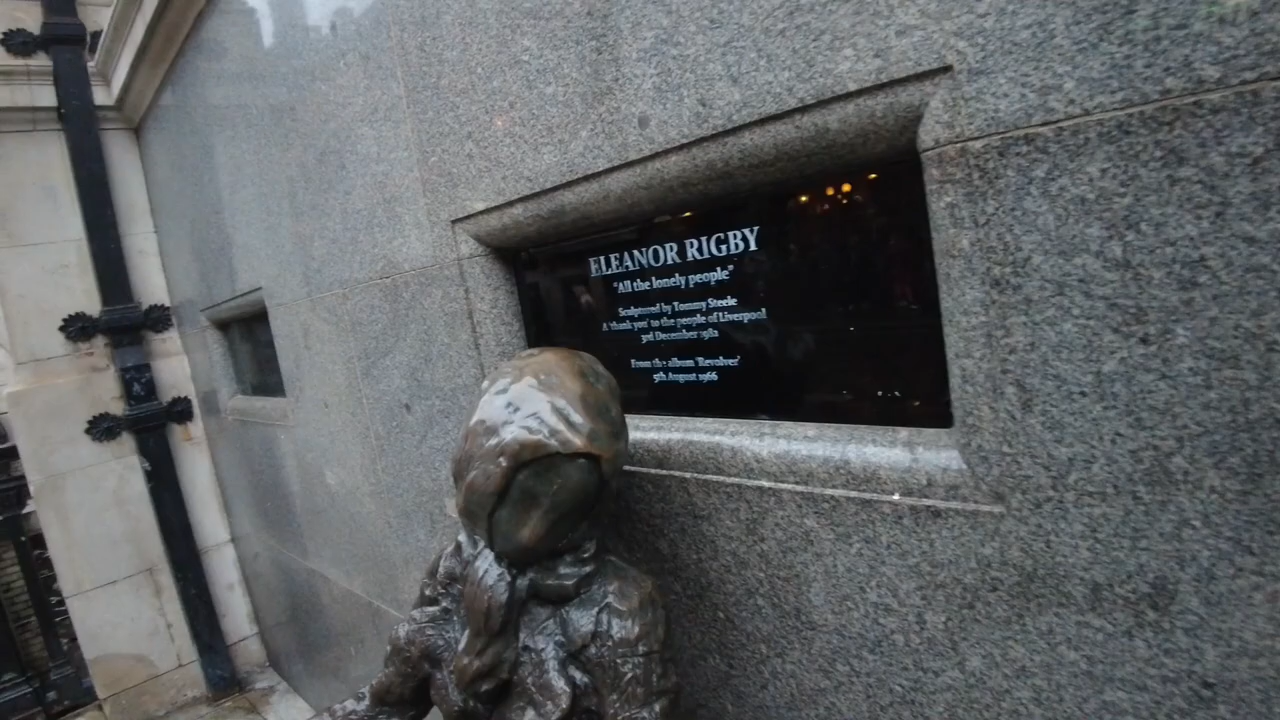 ELEANOR RIGBY
"All the lonely people"
Sculptured by Tommy Steele
A 'thank you' to the people of Liverpool
3rd December 1982
From the album 'Revolver'
5th August 1966